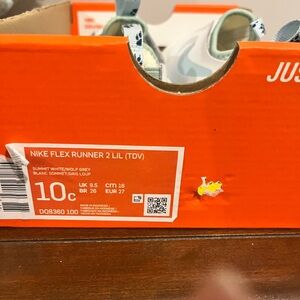 JUS
NIKE FLEX RUNNER 2 LIL (TDV)
SUMMIT WHITE/WOLF GREY
BLANC SOMMET/GRIS LOUP
10C
UK 9.5
CM 16
BR 26
EUR 27
DQ8360 100